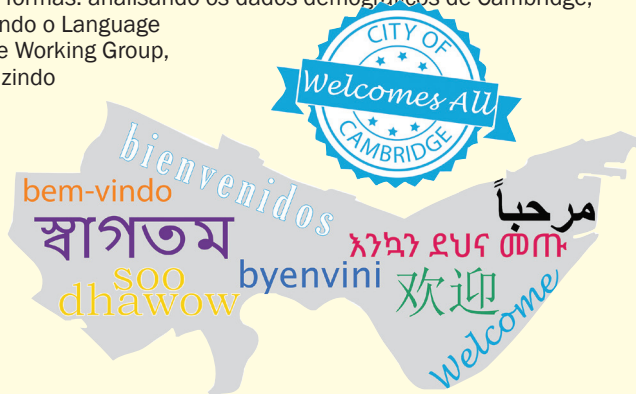 formas: analisando os dados demográficos de Cambridge,
ndo o Language
e Working Group,
zindo
CITY OF
Welcomes All
CAMBRIDGE
bienvenidos
bem-vindo
স্বাগতম
soo
dhawow
byenvini
እንኳን ደህና መጡ
مرحباً
欢迎
Welcome